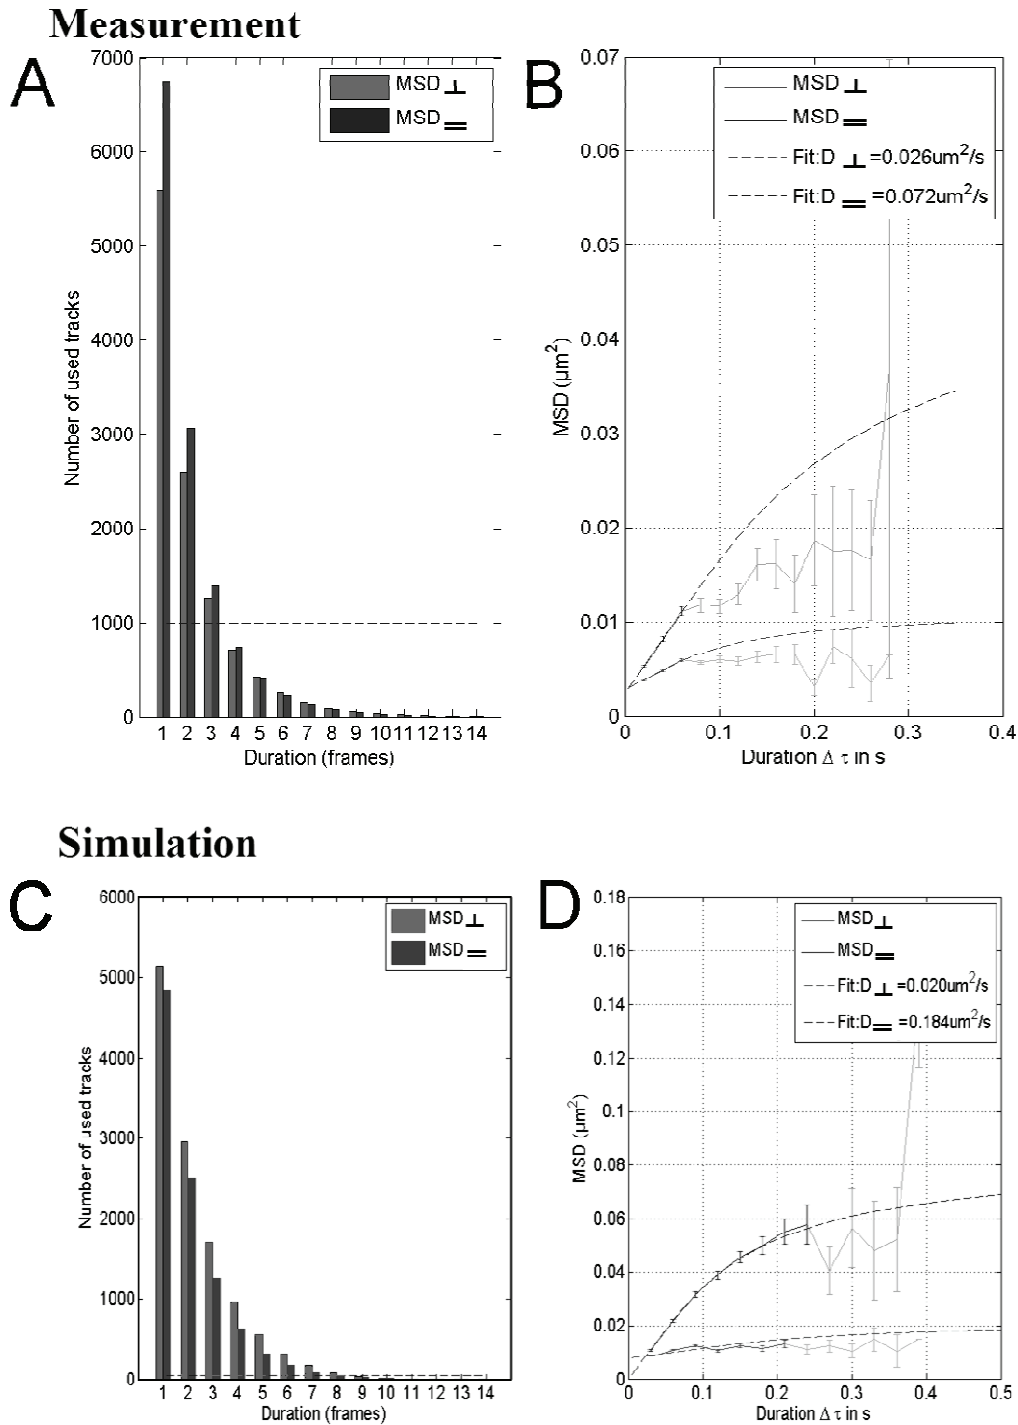 Measurement
A
7000
6000
5000
4000
3000
2000
1000
0
Number of used tracks
MSD ⊥
MSD =
1 2 3 4 5 6 7 8 9 10 11 12 13 14
Duration (frames)
B
0.07
0.06
0.05
0.04
0.03
0.02
0.01
0
MSD (µm²)
MSD ⊥
MSD =
Fit:D ⊥ =0.026um²/s
Fit:D = =0.072um²/s
0 0.1 0.2 0.3 0.4
Duration Δ τ in s
Simulation
C
6000
5000
4000
3000
2000
1000
0
Number of used tracks
MSD ⊥
MSD =
1 2 3 4 5 6 7 8 9 10 11 12 13 14
Duration (frames)
D
0.18
0.16
0.14
0.12
0.1
0.08
0.06
0.04
0.02
0
MSD (µm²)
MSD ⊥
MSD =
Fit:D ⊥ =0.020um²/s
Fit:D = =0.184um²/s
0 0.1 0.2 0.3 0.4 0.5
Duration Δ τ in s